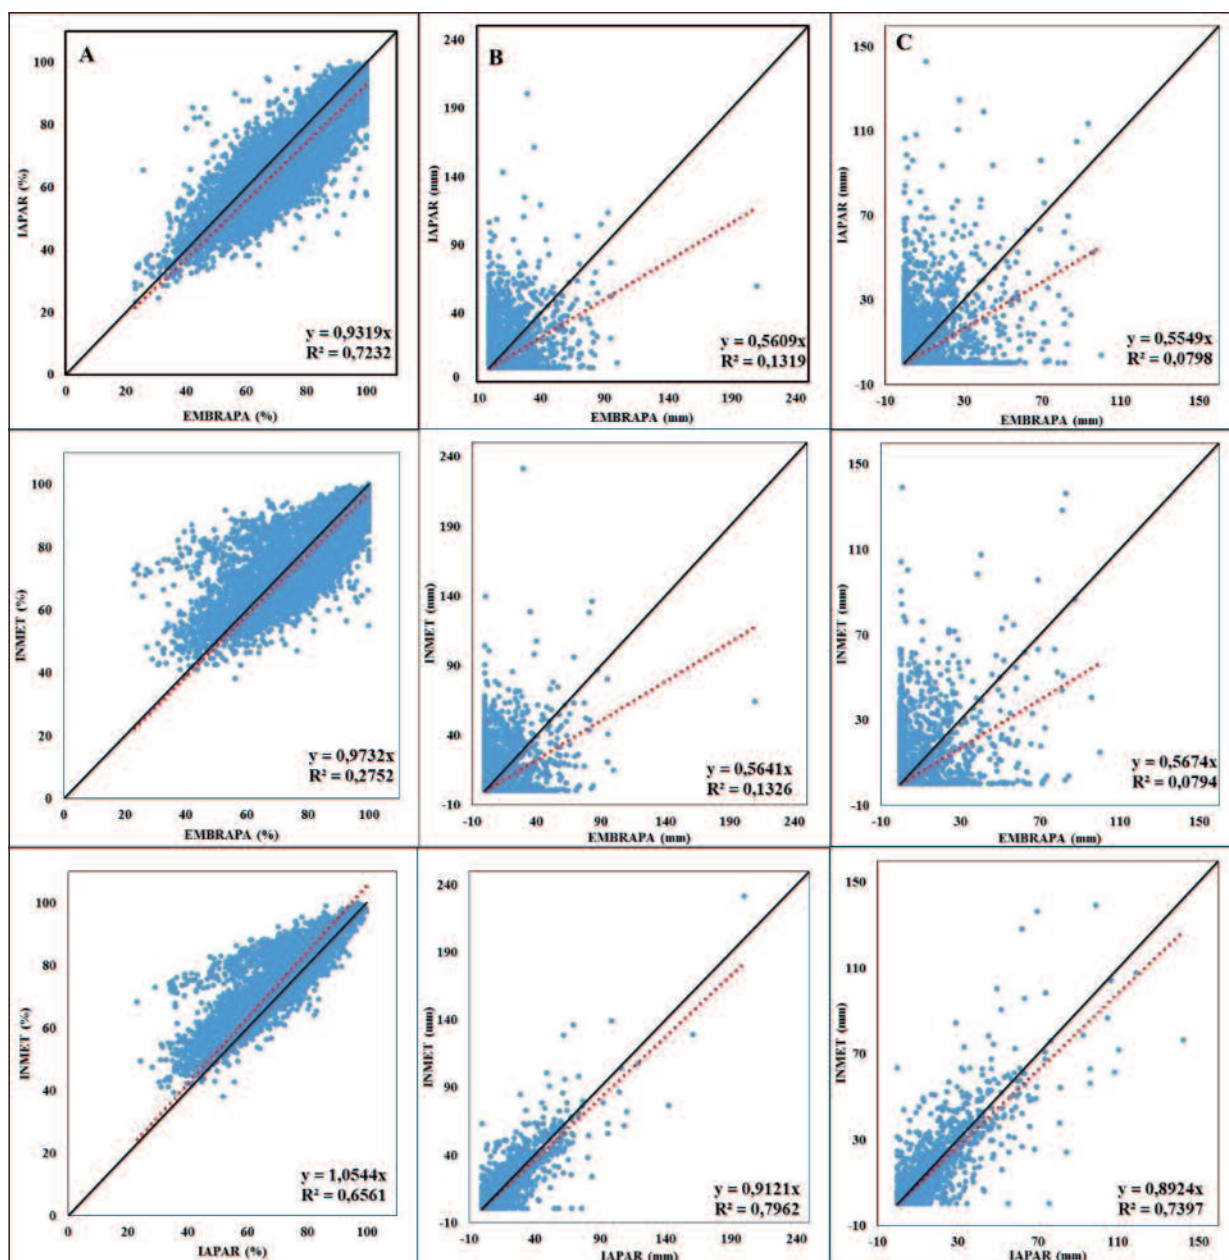 A
100
80
60
40
20
0
IAPAR (%)
y = 0,9319x
R² = 0,7232
0 20 40 60 80 100
EMBRAPA (%)
B
240
190
140
90
40
0
IAPAR (mm)
y = 0,5609x
R² = 0,1319
10 40 90 140 190 240
EMBRAPA (mm)
C
150
110
70
30
-10
IAPAR (mm)
y = 0,5549x
R² = 0,0798
-10 30 70 110 150
EMBRAPA (mm)
100
80
60
40
20
0
INMET (%)
y = 0,9732x
R² = 0,2752
0 20 40 60 80 100
EMBRAPA (%)
240
190
140
90
40
-10
INMET (mm)
y = 0,5641x
R² = 0,1326
-10 40 90 140 190 240
EMBRAPA (mm)
150
110
70
30
-10
INMET (mm)
y = 0,5674x
R² = 0,0794
-10 30 70 110 150
EMBRAPA (mm)
100
80
60
40
20
0
INMET (%)
y = 1,0544x
R² = 0,6561
0 20 40 60 80 100
IAPAR (%)
240
190
140
90
40
-10
INMET (mm)
y = 0,9121x
R² = 0,7962
-10 40 90 140 190 240
IAPAR (mm)
150
110
70
30
-10
INMET (mm)
y = 0,8924x
R² = 0,7397
-10 30 70 110 150
IAPAR (mm)